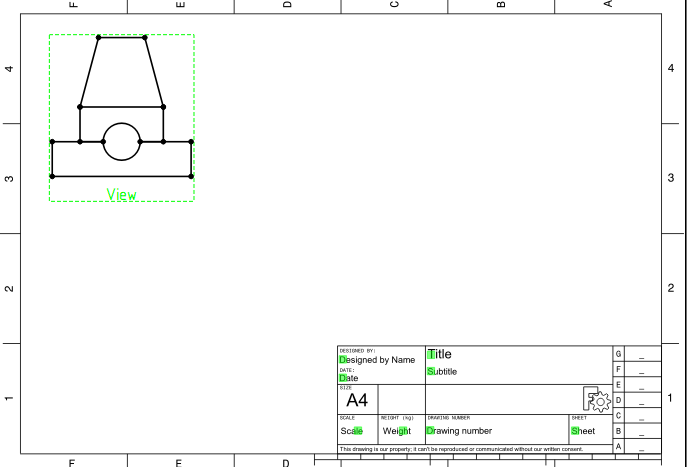 F E D C B A
4 4
3 3
View
2 2
DESIGNED BY:
Designed by Name
Title
G _
DATE:
Date
Subtitle
F _
SIZE
A4
E _
D _
1 1
SCALE WEIGHT (kg) DRAWING NUMBER SHEET
C _
Scale Weight Drawing number Sheet
B _
This drawing is our property; it can't be reproduced or communicated without our written consent.
A _
F E D